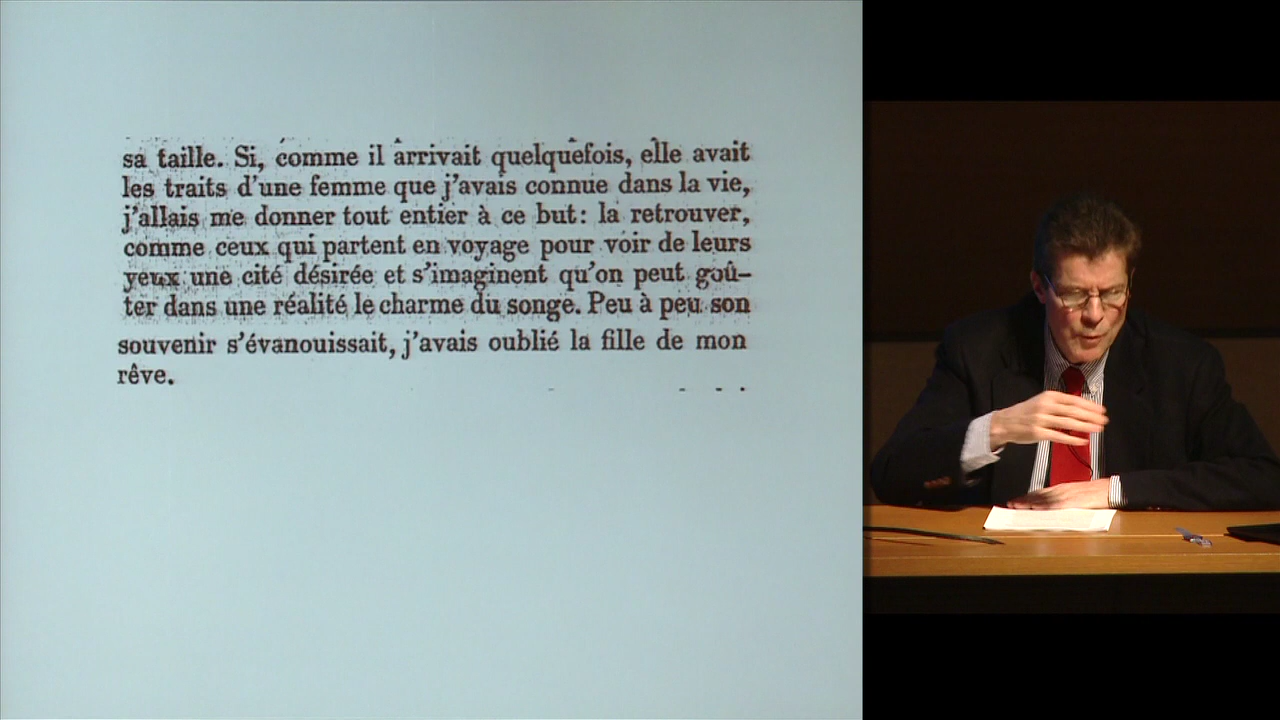 sa taille. Si, comme il arrivait quelquefois, elle avait
les traits d'une femme que j'avais connue dans la vie,
j'allais me donner tout entier à ce but: la retrouver,
comme ceux qui partent en voyage pour voir de leurs
yeux une cité désirée et s'imaginent qu'on peut goû-
ter dans une réalité le charme du songe. Peu à peu son
souvenir s'évanouissait, j'avais oublié la fille de mon
rêve.